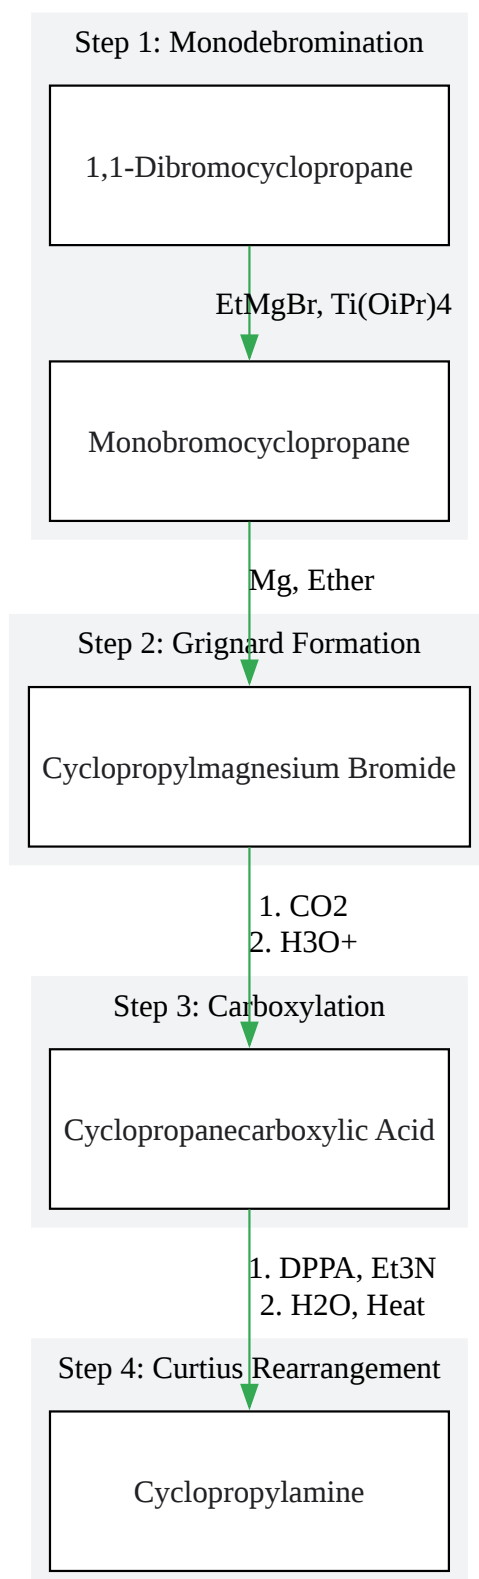 Step 1: Monodebromination
1,1-Dibromocyclopropane
EtMgBr, Ti(OiPr)4
Monobromocyclopropane
Mg, Ether
Step 2: Grignard Formation
Cyclopropylmagnesium Bromide
1. CO2
2. H3O+
Step 3: Carboxylation
Cyclopropanecarboxylic Acid
1. DPPA, Et3N
2. H2O, Heat
Step 4: Curtius Rearrangement
Cyclopropylamine